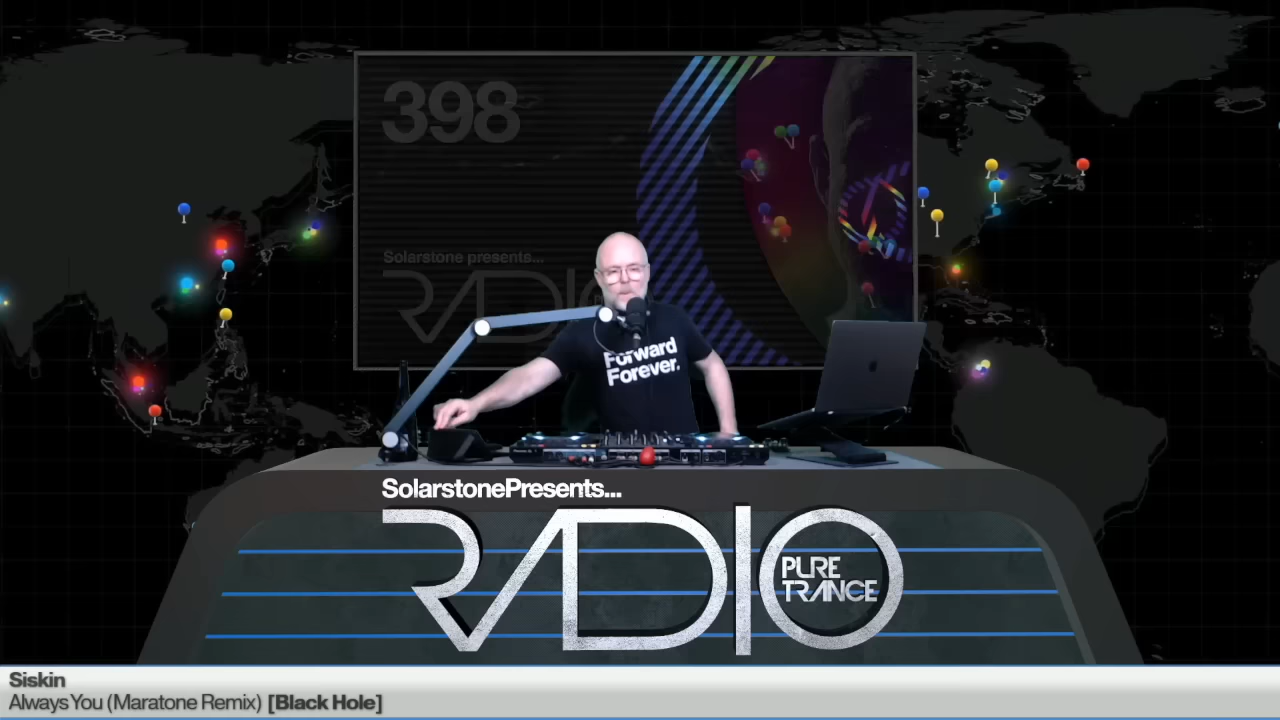 398
Solarstone presents...
RADIO
Forward
Forever.
SolarstonePresents...
RADIO
PURE
TRANCE
Siskin
Always You (Maratone Remix) [Black Hole]